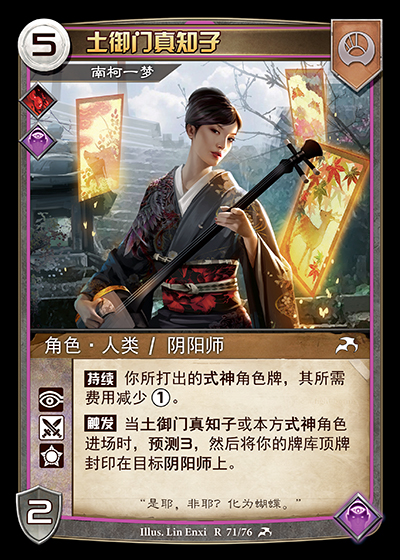 5
土御门真知子
南柯一梦
角色·人类 / 阴阳师
持续 你所打出的式神角色牌，其所需
费用减少①。
触发 当土御门真知子或本方式神角色
进场时，预测3，然后将你的牌库顶牌
封印在目标阴阳师上。
“是耶，非耶？化为蝴蝶。”
2
Illus. Lin Enxi R 71/76